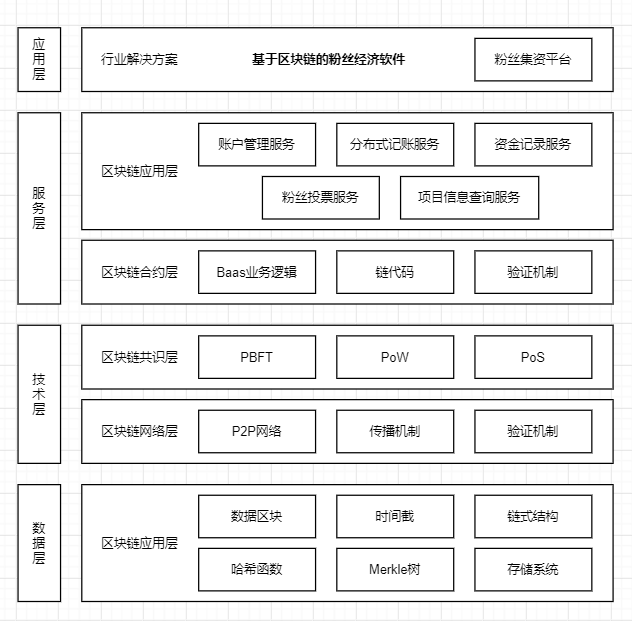 应用层
行业解决方案
基于区块链的粉丝经济软件
粉丝集资平台
服务层
区块链应用层
账户管理服务
分布式记账服务
资金记录服务
粉丝投票服务
项目信息查询服务
区块链合约层
Baas业务逻辑
链代码
验证机制
技术层
区块链共识层
PBFT
PoW
PoS
区块链网络层
P2P网络
传播机制
验证机制
数据层
区块链应用层
数据区块
时间截
链式结构
哈希函数
Merkle树
存储系统